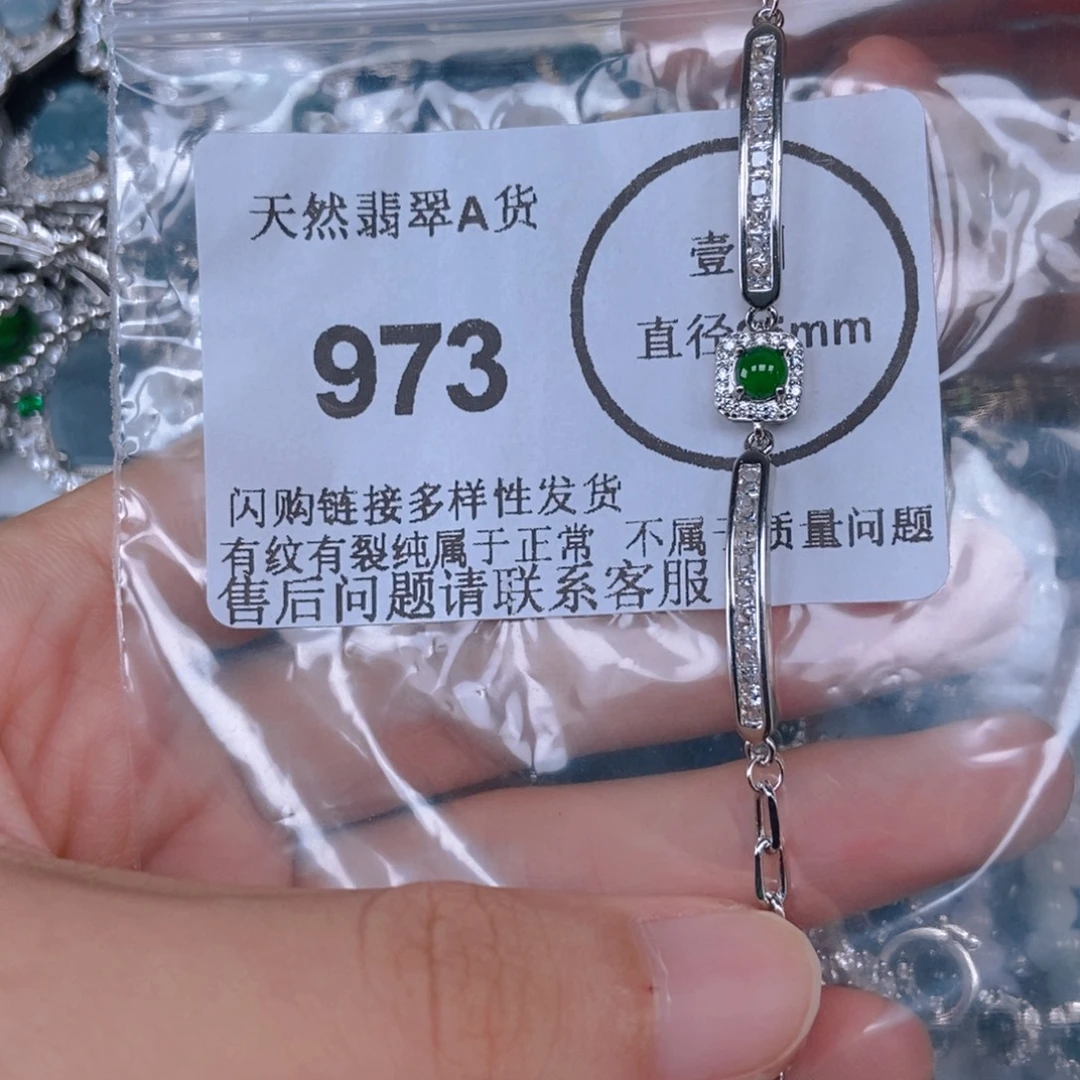 天然翡翠A货
973
壹
直径 mm
闪购链接多样性发货
有纹有裂纯属于正常 不属 质量问题
售后问题请联系客服